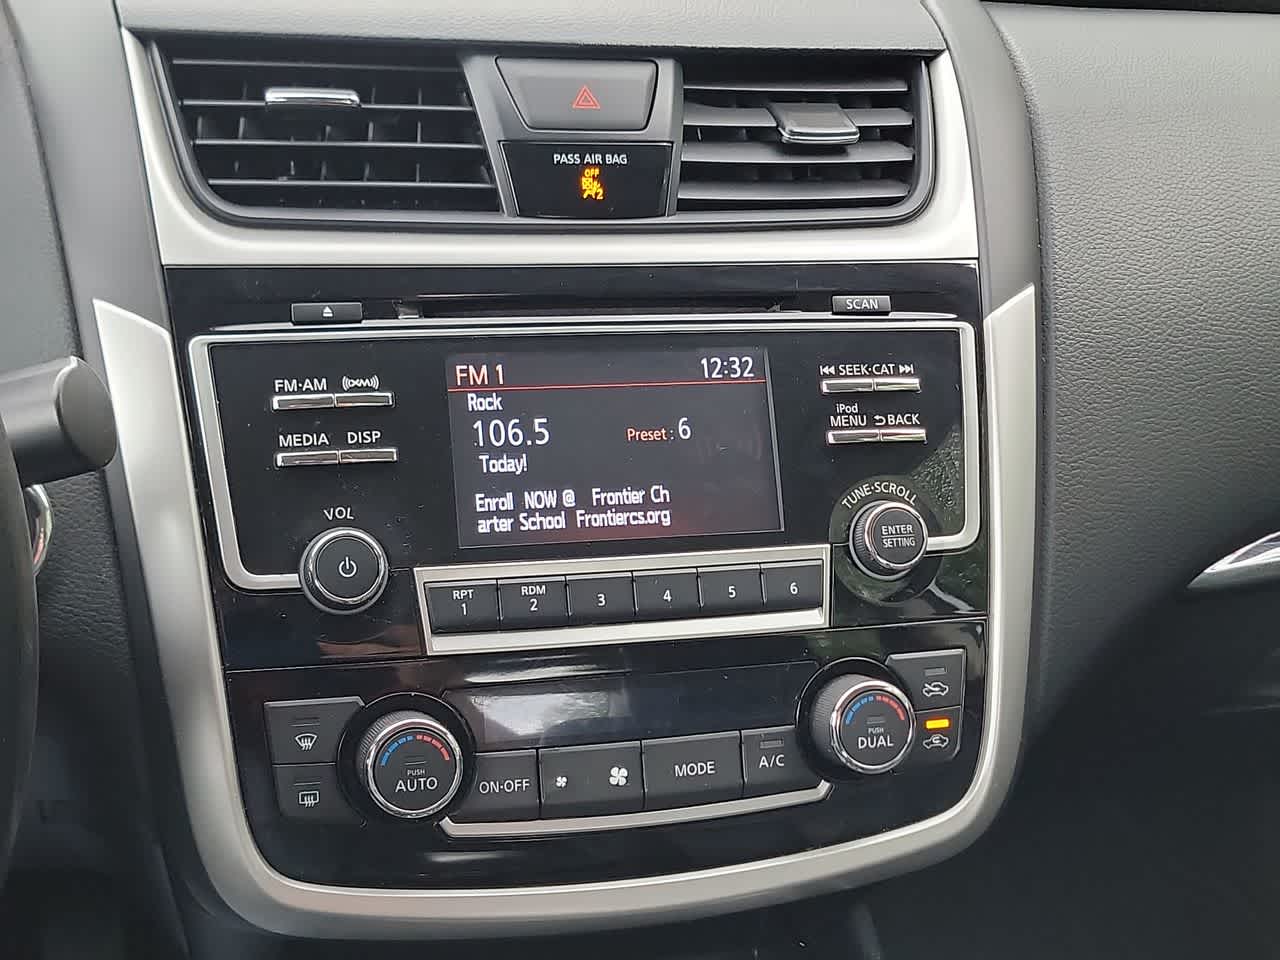 PASS AIR BAG
OFF
2
SCAN
FM·AM
((XM))
MEDIA
DISP
VOL
FM 1
12:32
Rock
106.5
Preset : 6
Today!
Enroll NOW @ Frontier Ch
arter School Frontiercs.org
SEEK·CAT
iPod
MENU
BACK
TUNE·SCROLL
ENTER
SETTING
RPT
1
RDM
2
3
4
5
6
PUSH
AUTO
ON·OFF
MODE
A/C
PUSH
DUAL